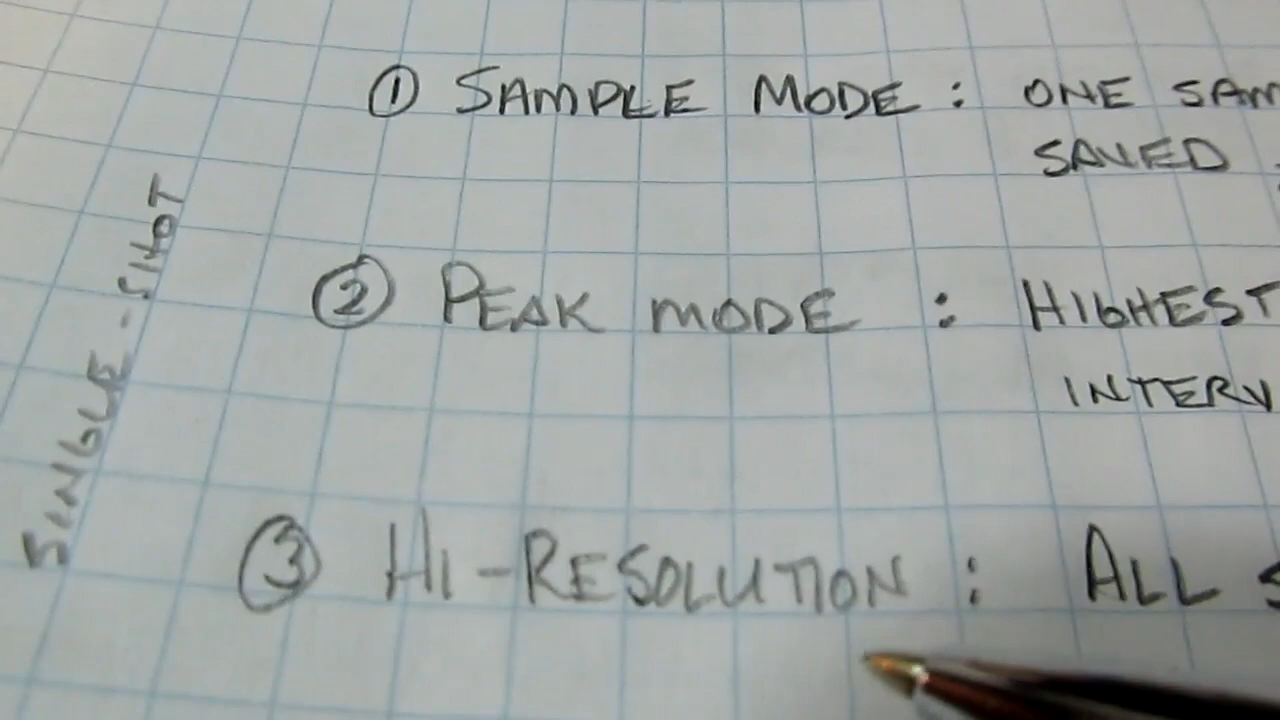 ① SAMPLE MODE : ONE SAM
SAVED
② PEAK MODE : HIGHEST
INTERV
③ HI-RESOLUTION : ALL S
SINGLE-SHOT